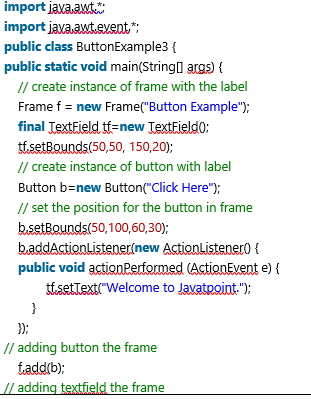 import java.awt.*;
import java.awt.event.*;
public class ButtonExample3 {
public static void main(String[] args) {
// create instance of frame with the label
Frame f = new Frame("Button Example");
final TextField tf=new TextField();
tf.setBounds(50,50, 150,20);
// create instance of button with label
Button b=new Button("Click Here");
// set the position for the button in frame
b.setBounds(50,100,60,30);
b.addActionListener(new ActionListener() {
public void actionPerformed (ActionEvent e) {
tf.setText("Welcome to Javatpoint.");
}
});
// adding button the frame
f.add(b);
// adding textfield the frame